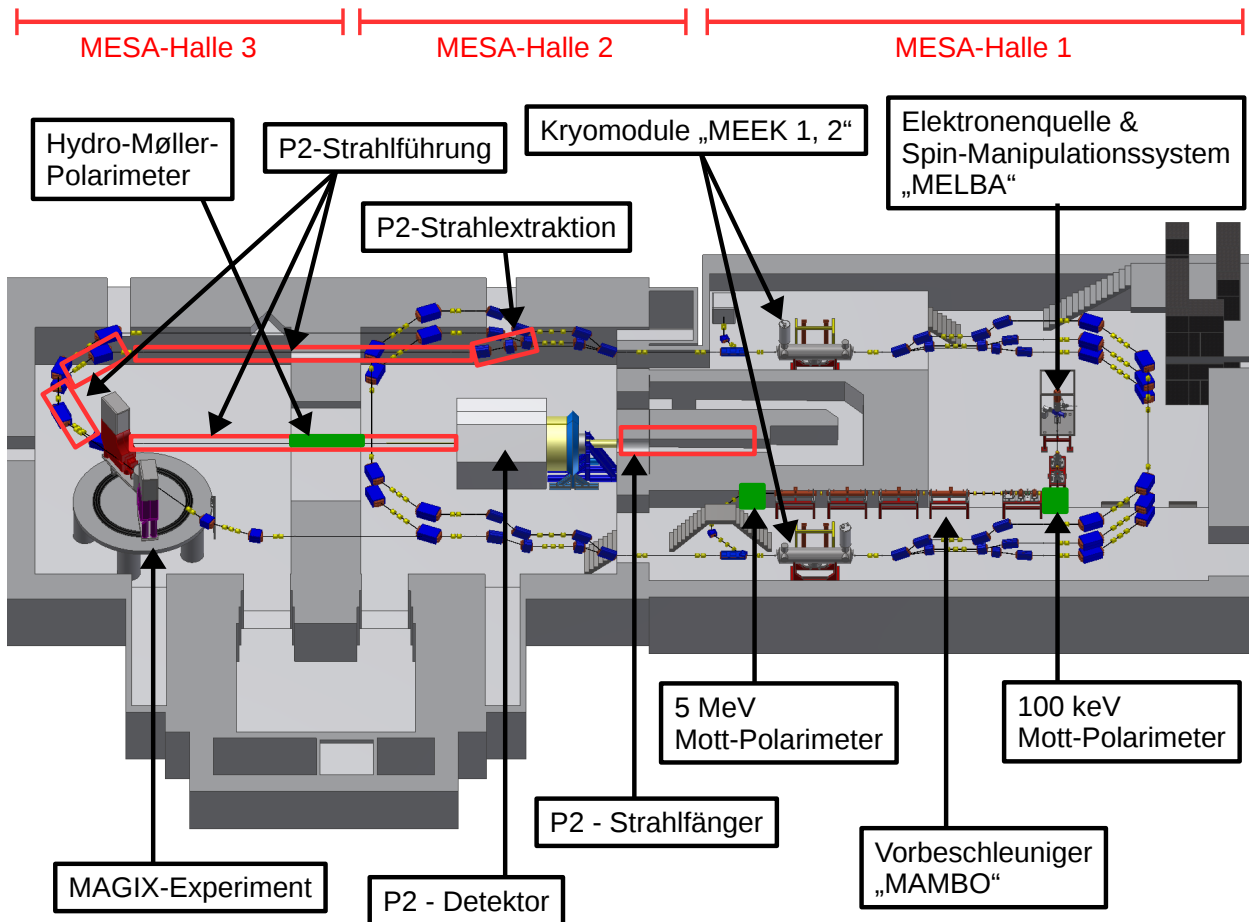 MESA-Halle 3
MESA-Halle 2
MESA-Halle 1
Hydro-Møller-
Polarimeter
P2-Strahlführung
P2-Strahlextraktion
Kryomodule „MEEK 1, 2“
Elektronenquelle &
Spin-Manipulationssystem
„MELBA“
5 MeV
Mott-Polarimeter
100 keV
Mott-Polarimeter
P2 - Strahlfänger
Vorbeschleuniger
„MAMBO“
MAGIX-Experiment
P2 - Detektor